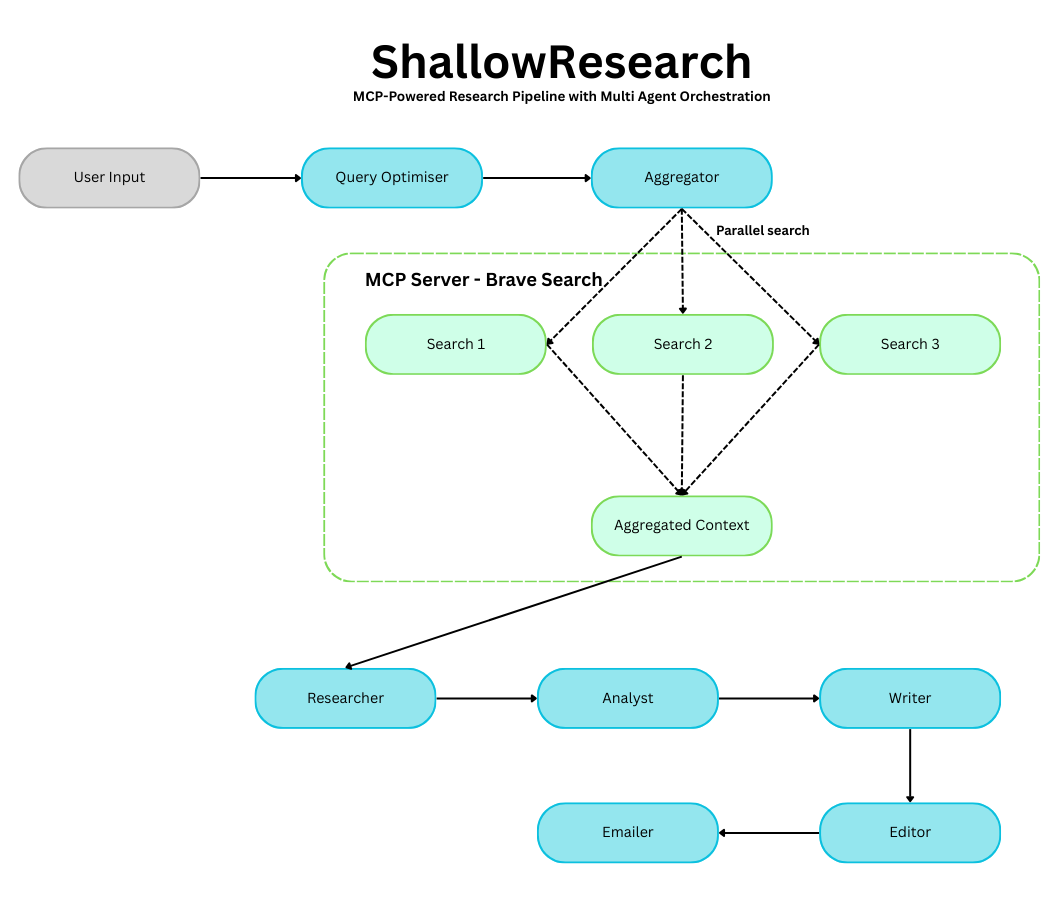 ShallowResearch
MCP-Powered Research Pipeline with Multi Agent Orchestration
User Input
Query Optimiser
Aggregator
Parallel search
MCP Server - Brave Search
Search 1
Search 2
Search 3
Aggregated Context
Researcher
Analyst
Writer
Emailer
Editor